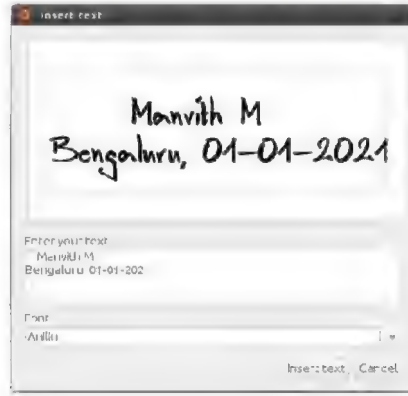 Insert text
Manvith M
Bengaluru, 01-01-2021
Enter your text
Manvith M
Bengaluru 01-01-202
Font
Insert text Cancel